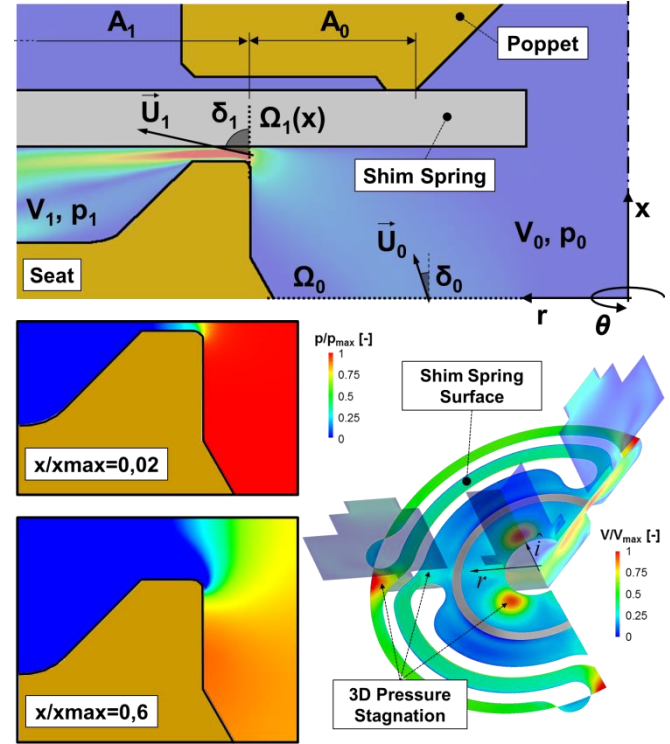 A₁
A₀
Poppet
U₁
δ₁
Ω₁(x)
Shim Spring
V₁, p₁
U₀
V₀, p₀
x
Seat
Ω₀
δ₀
r
θ
p/pmax [-]
1
0.75
0.5
0.25
0
x/xmax=0,02
Shim Spring
Surface
V/Vmax [-]
1
0.75
0.5
0.25
0
i
r
x/xmax=0,6
3D Pressure
Stagnation